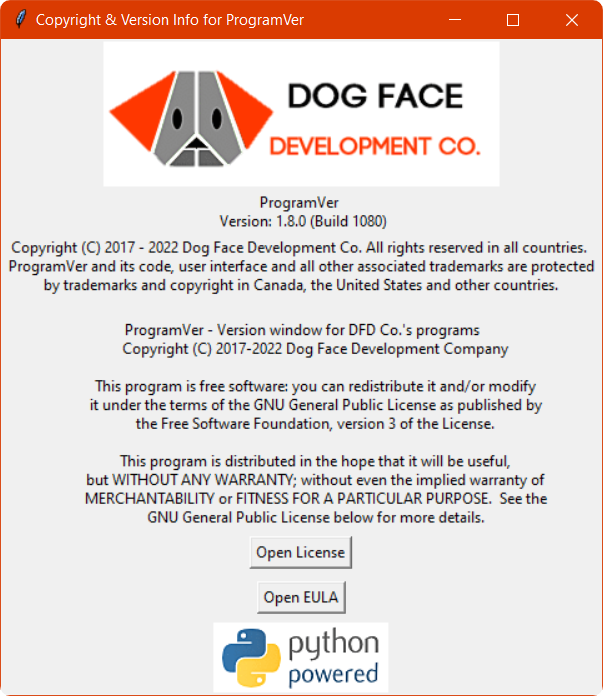 Copyright & Version Info for ProgramVer
DOG FACE
DEVELOPMENT CO.
ProgramVer
Version: 1.8.0 (Build 1080)
Copyright (C) 2017 - 2022 Dog Face Development Co. All rights reserved in all countries.
ProgramVer and its code, user interface and all other associated trademarks are protected
by trademarks and copyright in Canada, the United States and other countries.
ProgramVer - Version window for DFD Co.'s programs
Copyright (C) 2017-2022 Dog Face Development Company
This program is free software: you can redistribute it and/or modify
it under the terms of the GNU General Public License as published by
the Free Software Foundation, version 3 of the License.
This program is distributed in the hope that it will be useful,
but WITHOUT ANY WARRANTY; without even the implied warranty of
MERCHANTABILITY or FITNESS FOR A PARTICULAR PURPOSE.  See the
GNU General Public License below for more details.
Open License
Open EULA
python
powered